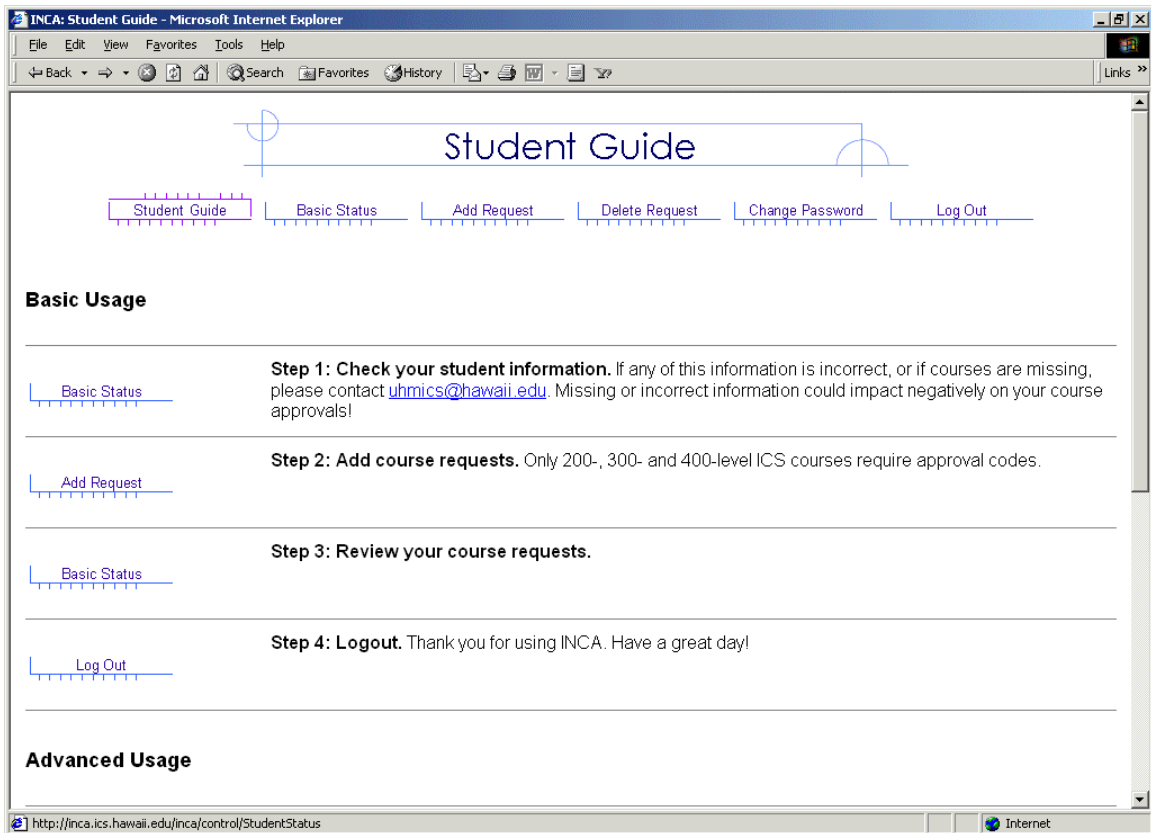 INCA: Student Guide - Microsoft Internet Explorer
File Edit View Favorites Tools Help
Back Search Favorites History Links »
Student Guide
Student Guide Basic Status Add Request Delete Request Change Password Log Out
Basic Usage
Step 1: Check your student information. If any of this information is incorrect, or if courses are missing,
Basic Status please contact uhmics@hawaii.edu. Missing or incorrect information could impact negatively on your course
approvals!
Step 2: Add course requests. Only 200-, 300- and 400-level ICS courses require approval codes.
Add Request
Step 3: Review your course requests.
Basic Status
Step 4: Logout. Thank you for using INCA. Have a great day!
Log Out
Advanced Usage
http://inca.ics.hawaii.edu/inca/control/StudentStatus Internet